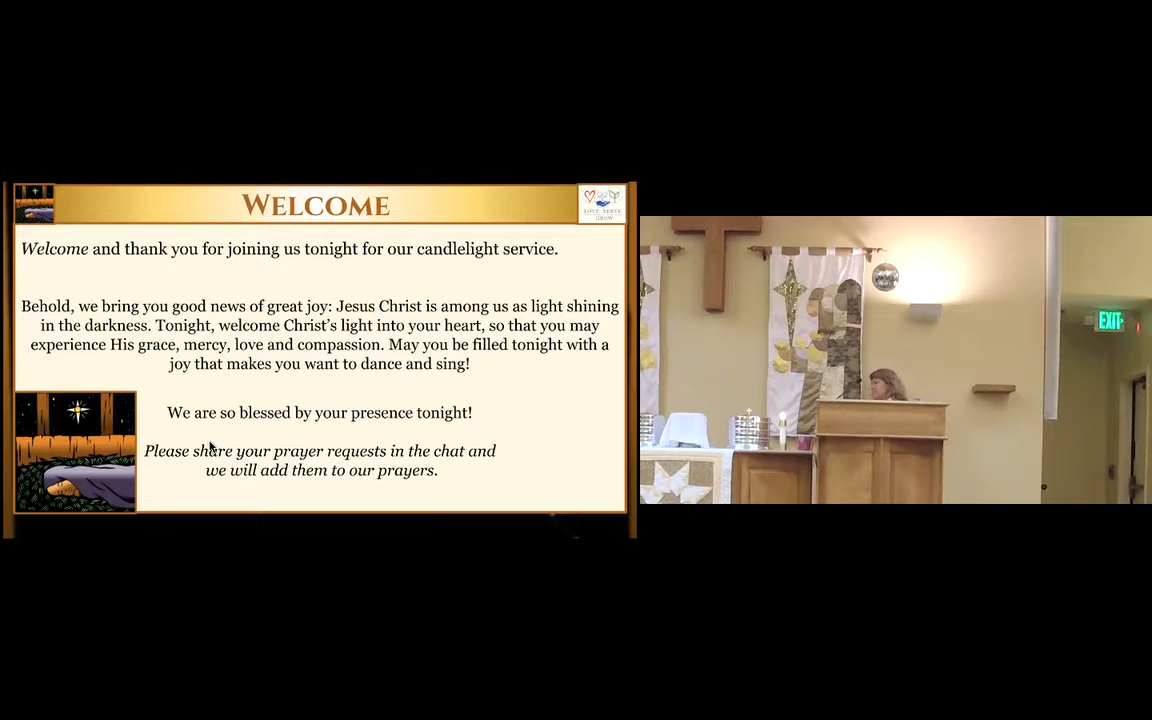 WELCOME
LOVE SERVE
GROW
Welcome and thank you for joining us tonight for our candlelight service.
Behold, we bring you good news of great joy: Jesus Christ is among us as light shining
in the darkness. Tonight, welcome Christ's light into your heart, so that you may
experience His grace, mercy, love and compassion. May you be filled tonight with a
joy that makes you want to dance and sing!
We are so blessed by your presence tonight!
Please share your prayer requests in the chat and
we will add them to our prayers.
EXIT